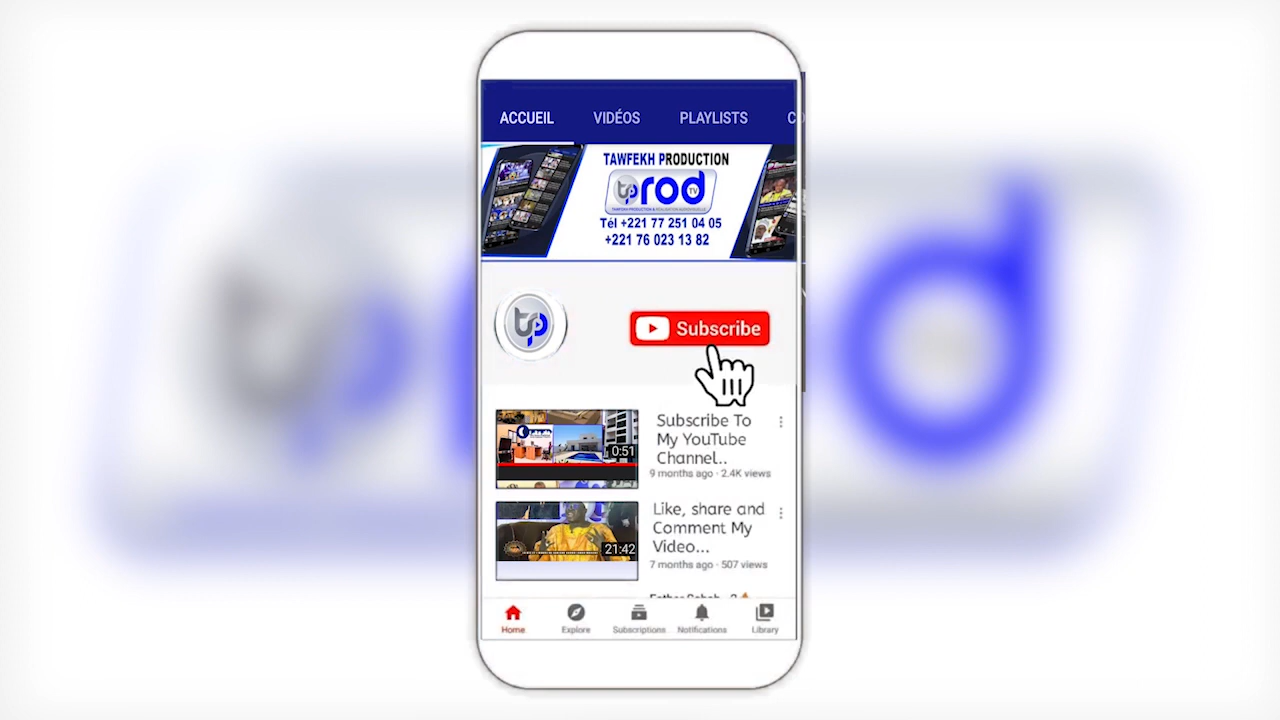 ACCUEIL VIDÉOS PLAYLISTS
TAWFEKH PRODUCTION
tprod TV
Tél +221 77 251 04 05
+221 76 023 13 82
tp
Subscribe
Subscribe To
My YouTube
Channel..
9 months ago · 2.4K views
0:51
Like, share and
Comment My
Video...
7 months ago · 507 views
21:42
Home Explore Subscriptions Notifications Library